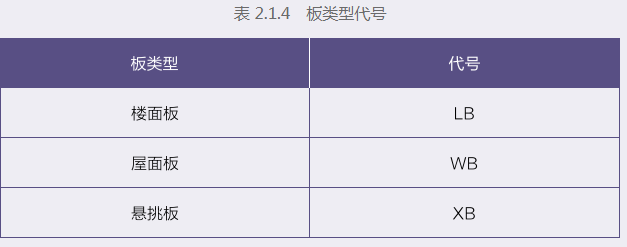 表 2.1.4 板类型代号
板类型 代号
楼面板 LB
屋面板 WB
悬挑板 XB